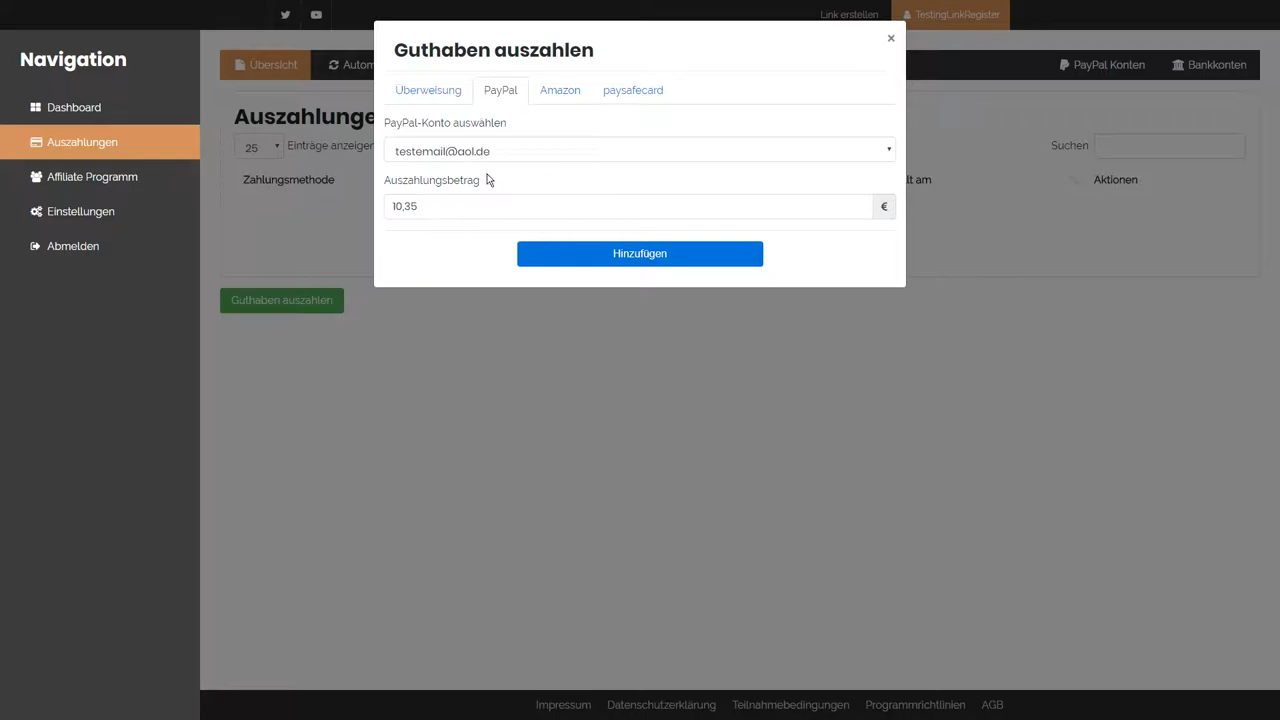 Link erstellen
TestingLinkRegister
Navigation
Dashboard
Auszahlungen
Affiliate Programm
Einstellungen
Abmelden
Übersicht
Autom
PayPal Konten
Bankkonten
Auszahlunge
25
Einträge anzeigen
Suchen
Zahlungsmethode
lt am
Aktionen
Guthaben auszahlen
Guthaben auszahlen
×
Überweisung
PayPal
Amazon
paysafecard
PayPal-Konto auswählen
testemail@aol.de
Auszahlungsbetrag
10,35
€
Hinzufügen
Impressum
Datenschutzerklärung
Teilnahmebedingungen
Programmrichtlinien
AGB